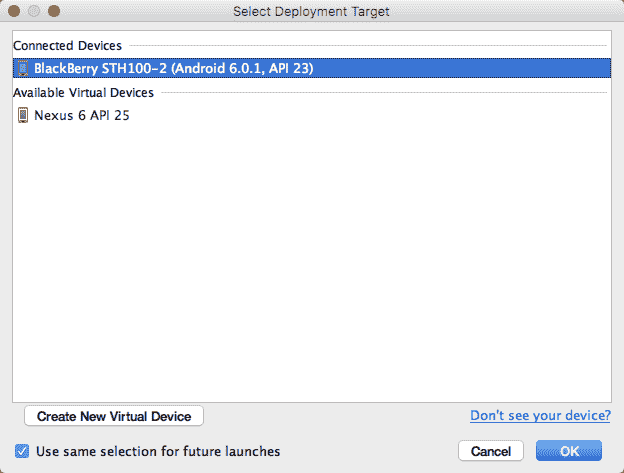 Select Deployment Target
Connected Devices
BlackBerry STH100-2 (Android 6.0.1, API 23)
Available Virtual Devices
Nexus 6 API 25
Create New Virtual Device
Don't see your device?
Use same selection for future launches
Cancel
OK